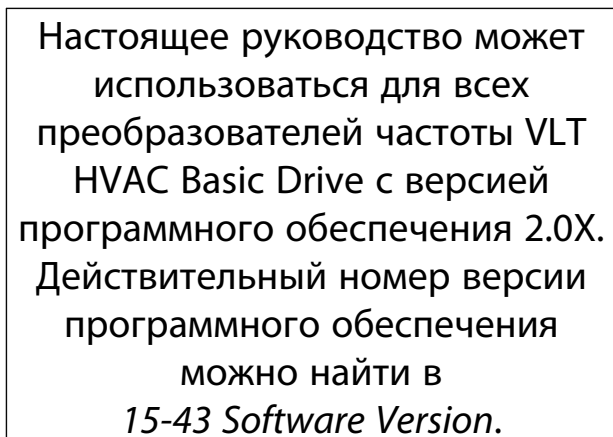 Настоящее руководство может
использоваться для всех
преобразователей частоты VLT
HVAC Basic Drive с версией
программного обеспечения 2.0X.
Действительный номер версии
программного обеспечения
можно найти в
15-43 Software Version.